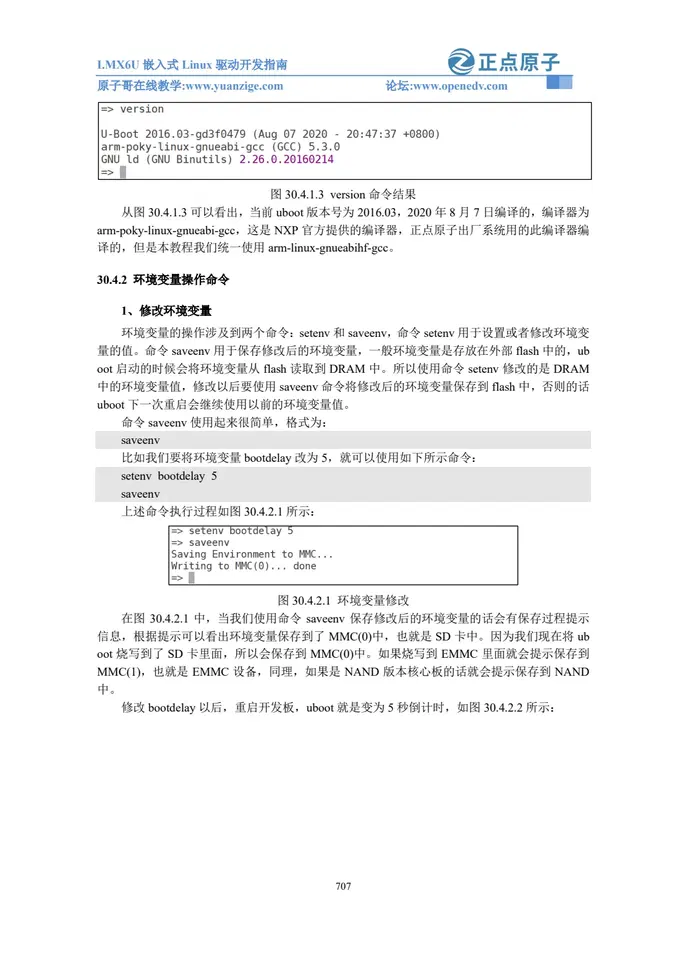 I.MX6U 嵌入式 Linux 驱动开发指南
正点原子
原子哥在线教学:www.yuanzige.com 论坛:www.openedv.com
=> version
U-Boot 2016.03-gd3f0479 (Aug 07 2020 - 20:47:37 +0800)
arm-poky-linux-gnueabi-gcc (GCC) 5.3.0
GNU ld (GNU Binutils) 2.26.0.20160214
=>
图 30.4.1.3 version 命令结果
从图 30.4.1.3 可以看出，当前 uboot 版本号为 2016.03，2020 年 8 月 7 日编译的，编译器为
arm-poky-linux-gnueabi-gcc，这是 NXP 官方提供的编译器，正点原子出厂系统用的此编译器编
译的，但是本教程我们统一使用 arm-linux-gnueabihf-gcc。
30.4.2 环境变量操作命令
1、修改环境变量
环境变量的操作涉及到两个命令：setenv 和 saveenv，命令 setenv 用于设置或者修改环境变
量的值。命令 saveenv 用于保存修改后的环境变量，一般环境变量是存放在外部 flash 中的，ub
oot 启动的时候会将环境变量从 flash 读取到 DRAM 中。所以使用命令 setenv 修改的是 DRAM
中的环境变量值，修改以后要使用 saveenv 命令将修改后的环境变量保存到 flash 中，否则的话
uboot 下一次重启会继续使用以前的环境变量值。
命令 saveenv 使用起来很简单，格式为：
saveenv
比如我们要将环境变量 bootdelay 改为 5，就可以使用如下所示命令：
setenv bootdelay 5
saveenv
上述命令执行过程如图 30.4.2.1 所示：
=> setenv bootdelay 5
=> saveenv
Saving Environment to MMC...
Writing to MMC(0)... done
=>
图 30.4.2.1 环境变量修改
在图 30.4.2.1 中，当我们使用命令 saveenv 保存修改后的环境变量的话会有保存过程提示
信息，根据提示可以看出环境变量保存到了 MMC(0)中，也就是 SD 卡中。因为我们现在将 ub
oot 烧写到了 SD 卡里面，所以会保存到 MMC(0)中。如果烧写到 EMMC 里面就会提示保存到
MMC(1)，也就是 EMMC 设备，同理，如果是 NAND 版本核心板的话就会提示保存到 NAND
中。
修改 bootdelay 以后，重启开发板，uboot 就是变为 5 秒倒计时，如图 30.4.2.2 所示：
707